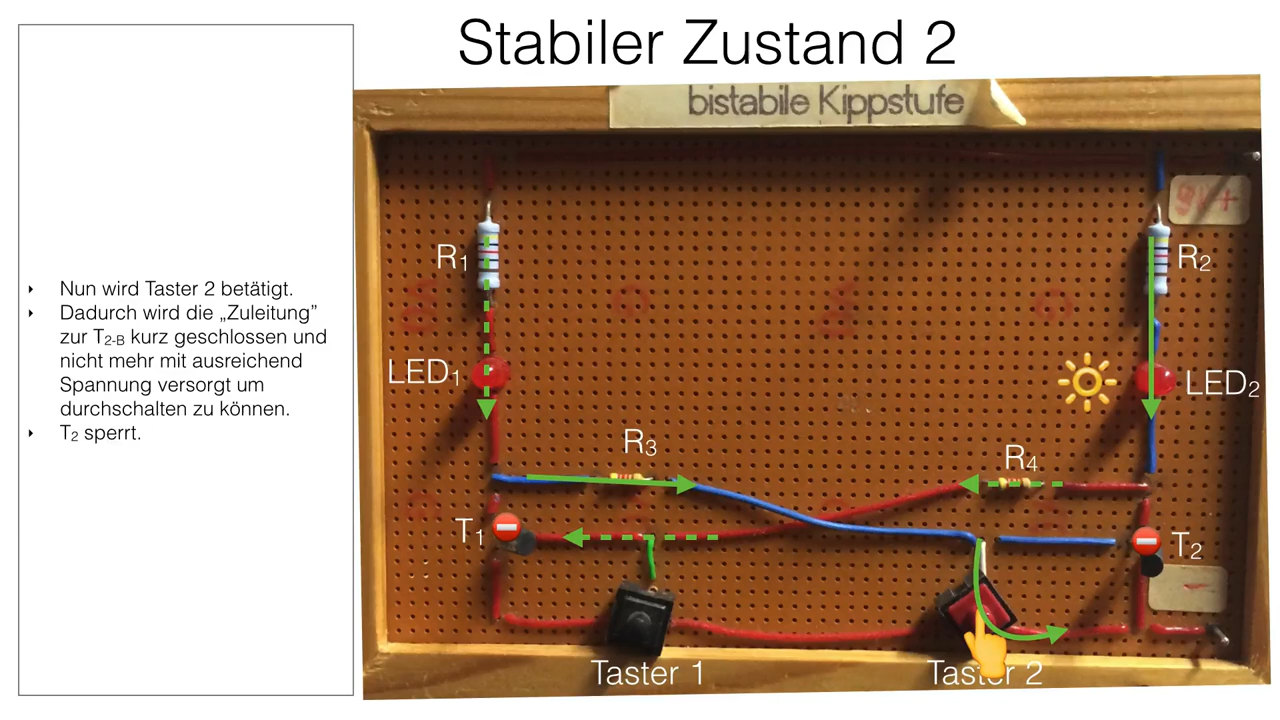 Stabiler Zustand 2
bistabile Kippstufe
9V+
R1
R2
LED1
LED2
R3
R4
T1
T2
-
Taster 1
Taster 2
‣ Nun wird Taster 2 betätigt.
‣ Dadurch wird die „Zuleitung”
zur T2-B kurz geschlossen und
nicht mehr mit ausreichend
Spannung versorgt um
durchschalten zu können.
‣ T2 sperrt.